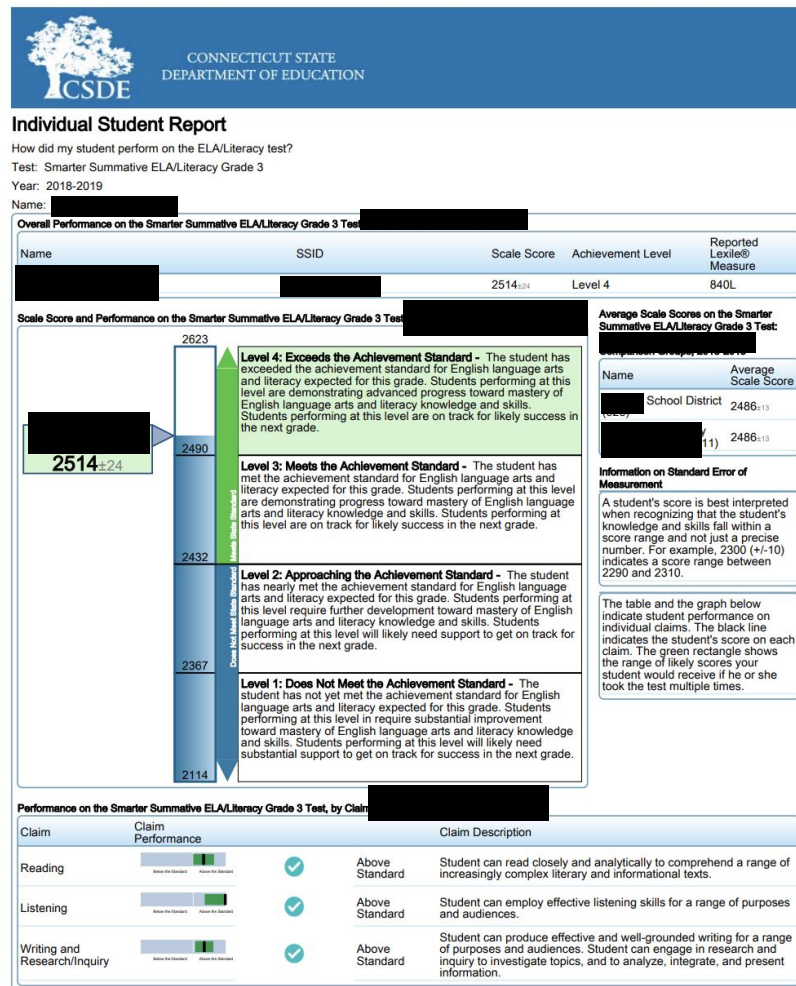 CSDE
CONNECTICUT STATE
DEPARTMENT OF EDUCATION
Individual Student Report
How did my student perform on the ELA/Literacy test?
Test: Smarter Summative ELA/Literacy Grade 3
Year: 2018-2019
Name:
Overall Performance on the Smarter Summative ELA/Literacy Grade 3 Test
Name SSID Scale Score Achievement Level Reported Lexile® Measure
2514±24 Level 4 840L
Scale Score and Performance on the Smarter Summative ELA/Literacy Grade 3 Test
2623
Level 4: Exceeds the Achievement Standard - The student has
exceeded the achievement standard for English language arts
and literacy expected for this grade. Students performing at this
level are demonstrating advanced progress toward mastery of
English language arts and literacy knowledge and skills.
Students performing at this level are on track for likely success in
the next grade.
2514±24
2490
Level 3: Meets the Achievement Standard - The student has
met the achievement standard for English language arts and
literacy expected for this grade. Students performing at this level
are demonstrating progress toward mastery of English language
arts and literacy knowledge and skills. Students performing at
this level are on track for likely success in the next grade.
Meets State Standard
2432
Level 2: Approaching the Achievement Standard - The student
has nearly met the achievement standard for English language
arts and literacy expected for this grade. Students performing at
this level require further development toward mastery of English
language arts and literacy knowledge and skills. Students
performing at this level will likely need support to get on track for
success in the next grade.
Does Not Meet State Standard
2367
Level 1: Does Not Meet the Achievement Standard - The
student has not yet met the achievement standard for English
language arts and literacy expected for this grade. Students
performing at this level in require substantial improvement
toward mastery of English language arts and literacy knowledge
and skills. Students performing at this level will likely need
substantial support to get on track for success in the next grade.
2114
Average Scale Scores on the Smarter
Summative ELA/Literacy Grade 3 Test:
Name Average Scale Score
School District 2486±13
11) 2486±13
Information on Standard Error of
Measurement
A student's score is best interpreted
when recognizing that the student's
knowledge and skills fall within a
score range and not just a precise
number. For example, 2300 (+/-10)
indicates a score range between
2290 and 2310.
The table and the graph below
indicate student performance on
individual claims. The black line
indicates the student's score on each
claim. The green rectangle shows
the range of likely scores your
student would receive if he or she
took the test multiple times.
Performance on the Smarter Summative ELA/Literacy Grade 3 Test, by Claim
Claim Claim Performance Claim Description
Reading
Below the Standard Above the Standard
Above Standard
Student can read closely and analytically to comprehend a range of
increasingly complex literary and informational texts.
Listening
Below the Standard Above the Standard
Above Standard
Student can employ effective listening skills for a range of purposes
and audiences.
Writing and
Research/Inquiry
Below the Standard Above the Standard
Above Standard
Student can produce effective and well-grounded writing for a range
of purposes and audiences. Student can engage in research and
inquiry to investigate topics, and to analyze, integrate, and present
information.